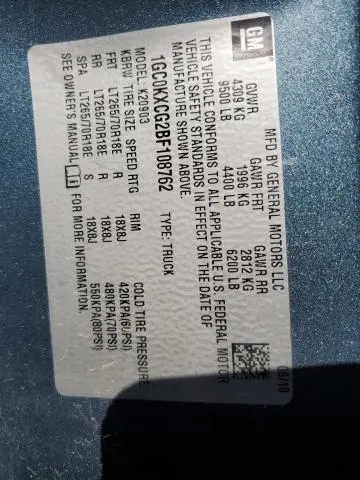 GM
MFD BY GENERAL MOTORS LLC
08/10
GVWR GAWR FRT GAWR RR
4309 KG 1996 KG 2812 KG
9500 LB 4400 LB 6200 LB
THIS VEHICLE CONFORMS TO ALL APPLICABLE U.S. FEDERAL MOTOR
VEHICLE SAFETY STANDARDS IN EFFECT ON THE DATE OF
MANUFACTURE SHOWN ABOVE.
1GC0KXCG2BF108762 TYPE: TRUCK
MODEL: K20903
KBRW TIRE SIZE SPEED RTG RIM COLD TIRE PRESSURE
FRT LT265/70R18E R 18X8J 420KPA(60PSI)
RR LT265/70R18E R 18X8J 480KPA(70PSI)
SPA LT265/70R18E S 18X8J 550KPA(80PSI)
SEE OWNER'S MANUAL FOR MORE INFORMATION.